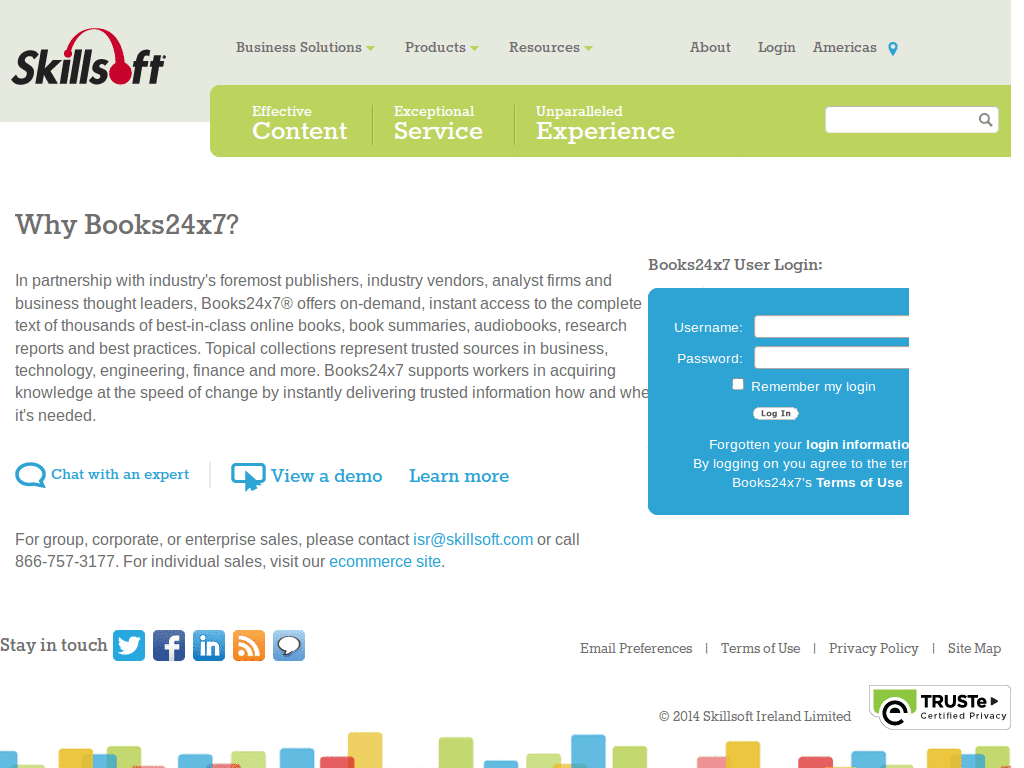 Skillsoft
Business Solutions
Products
Resources
About
Login
Americas
Effective
Content
Exceptional
Service
Unparalleled
Experience
Why Books24x7?
In partnership with industry's foremost publishers, industry vendors, analyst firms and
business thought leaders, Books24x7® offers on-demand, instant access to the complete
text of thousands of best-in-class online books, book summaries, audiobooks, research
reports and best practices. Topical collections represent trusted sources in business,
technology, engineering, finance and more. Books24x7 supports workers in acquiring
knowledge at the speed of change by instantly delivering trusted information how and whe
it's needed.
Chat with an expert
View a demo
Learn more
For group, corporate, or enterprise sales, please contact isr@skillsoft.com or call
866-757-3177. For individual sales, visit our ecommerce site.
Books24x7 User Login:
Username:
Password:
Remember my login
Log In
Forgotten your login informatio
By logging on you agree to the ter
Books24x7's Terms of Use
Stay in touch
Email Preferences | Terms of Use | Privacy Policy | Site Map
© 2014 Skillsoft Ireland Limited
TRUSTe
Certified Privacy